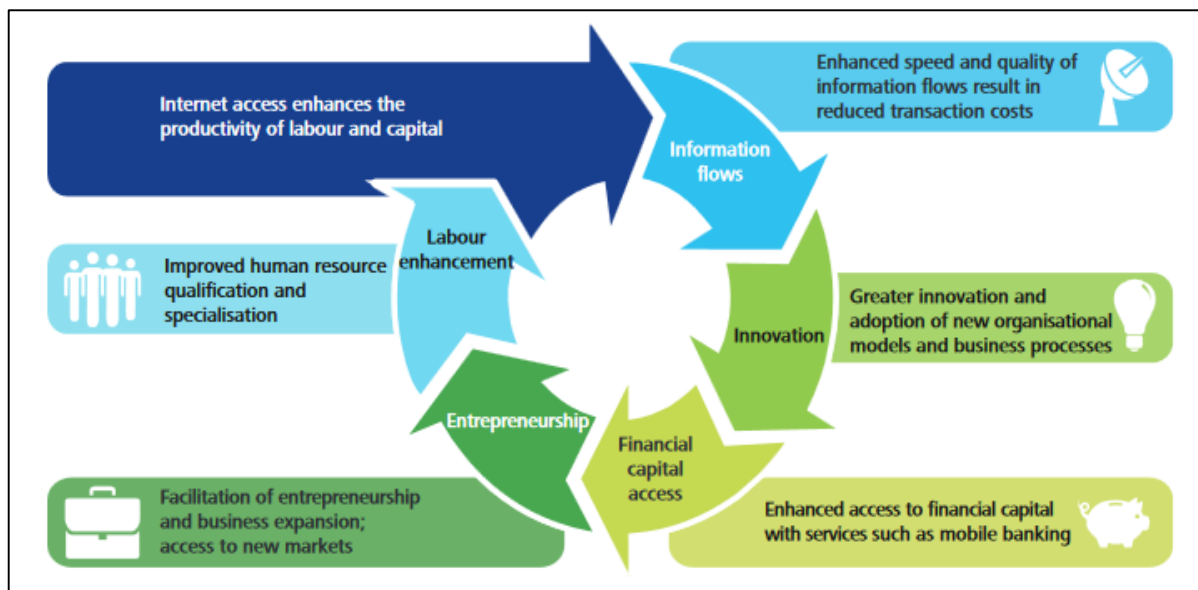 Internet access enhances the
productivity of labour and capital
Information
flows
Enhanced speed and quality of
information flows result in
reduced transaction costs
Innovation
Greater innovation and
adoption of new organisational
models and business processes
Financial
capital
access
Enhanced access to financial capital
with services such as mobile banking
Entrepreneurship
Facilitation of entrepreneurship
and business expansion;
access to new markets
Labour
enhancement
Improved human resource
qualification and
specialisation